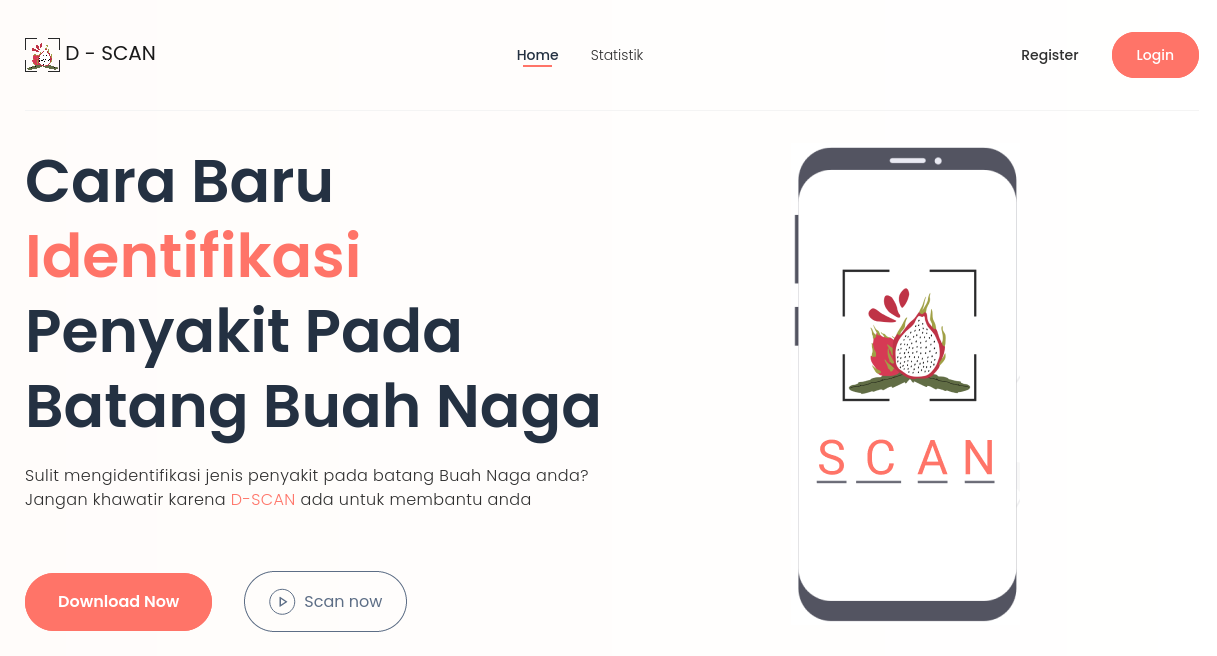 D - SCAN
Home
Statistik
Register
Login
Cara Baru
Identifikasi
Penyakit Pada
Batang Buah Naga
Sulit mengidentifikasi jenis penyakit pada batang Buah Naga anda?
Jangan khawatir karena D-SCAN ada untuk membantu anda
Download Now
Scan now
SCAN